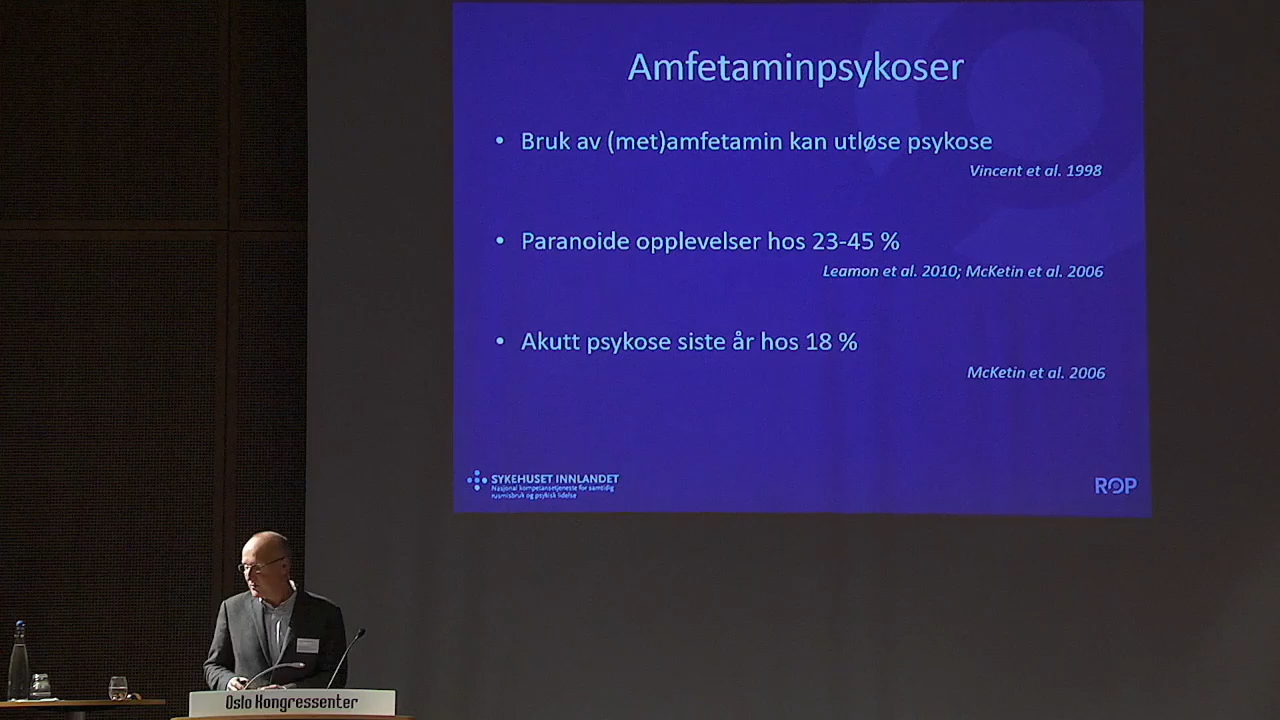 Amfetaminpsykoser
• Bruk av (met)amfetamin kan utløse psykose
Vincent et al. 1998
• Paranoide opplevelser hos 23-45 %
Leamon et al. 2010; McKetin et al. 2006
• Akutt psykose siste år hos 18 %
McKetin et al. 2006
SYKEHUSET INNLANDET
Nasjonal kompetansetjeneste for samtidig
rusmisbruk og psykisk lidelse
ROP
Oslo Kongressenter